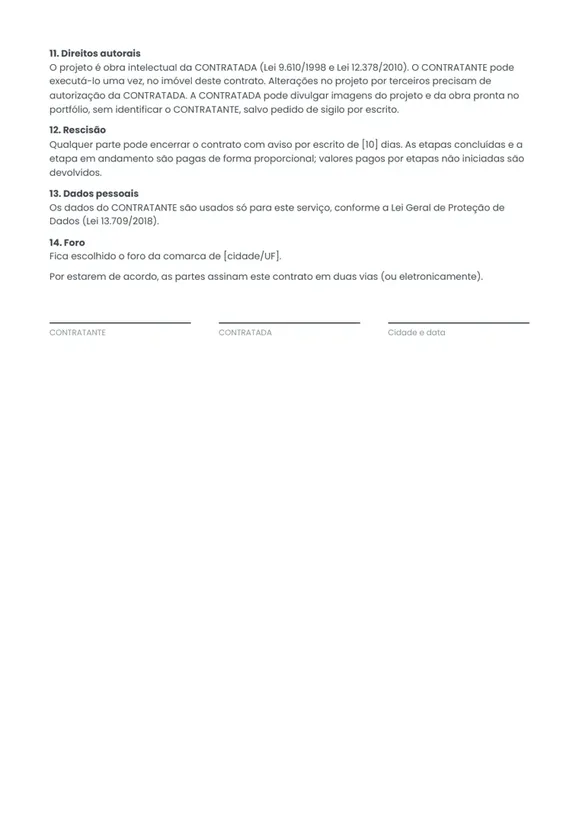 11. Direitos autorais
O projeto é obra intelectual da CONTRATADA (Lei 9.610/1998 e Lei 12.378/2010). O CONTRATANTE pode
executá-lo uma vez, no imóvel deste contrato. Alterações no projeto por terceiros precisam de
autorização da CONTRATADA. A CONTRATADA pode divulgar imagens do projeto e da obra pronta no
portfólio, sem identificar o CONTRATANTE, salvo pedido de sigilo por escrito.
12. Rescisão
Qualquer parte pode encerrar o contrato com aviso por escrito de [10] dias. As etapas concluídas e a
etapa em andamento são pagas de forma proporcional; valores pagos por etapas não iniciadas são
devolvidos.
13. Dados pessoais
Os dados do CONTRATANTE são usados só para este serviço, conforme a Lei Geral de Proteção de
Dados (Lei 13.709/2018).
14. Foro
Fica escolhido o foro da comarca de [cidade/UF].
Por estarem de acordo, as partes assinam este contrato em duas vias (ou eletronicamente).
CONTRATANTE
CONTRATADA
Cidade e data